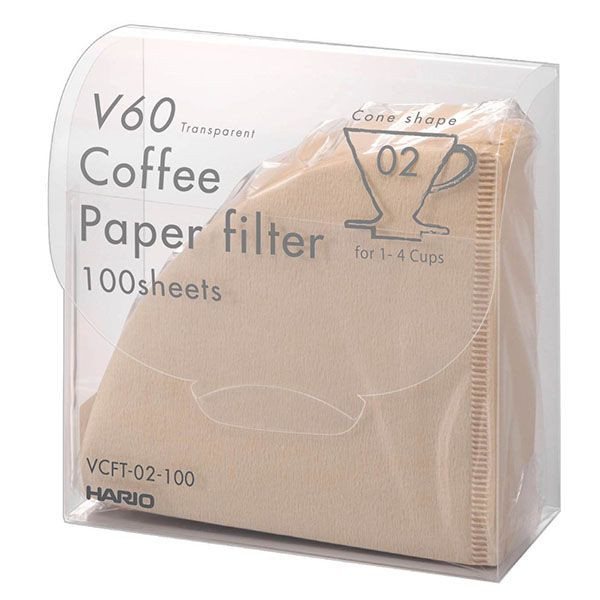 V60 Transparent
Coffee
Paper filter
100sheets
Cone shape
02
for 1-4 Cups
VCFT-02-100
HARIO